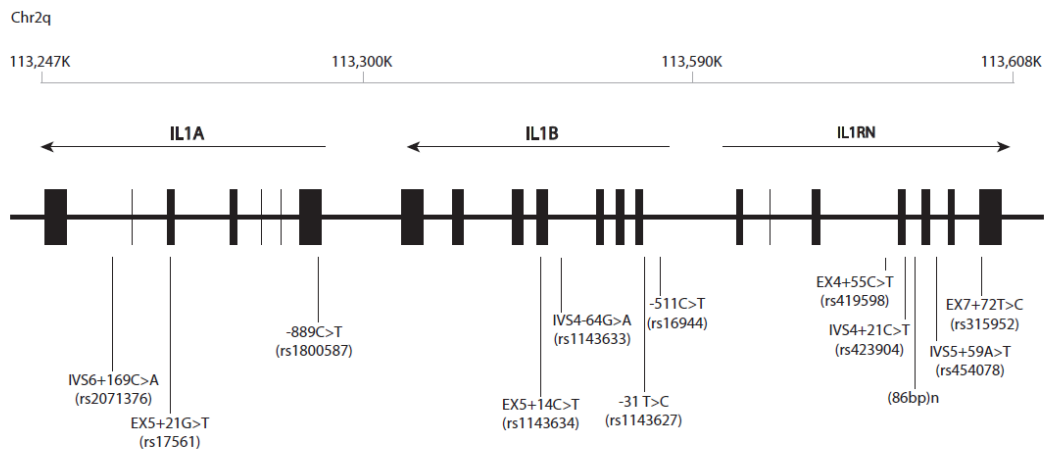 Chr2q
113,247K
113,300K
113,590K
113,608K
IL1A
IL1B
IL1RN
IVS6+169C>A
(rs2071376)
EX5+21G>T
(rs17561)
-889C>T
(rs1800587)
EX5+14C>T
(rs1143634)
IVS4-64G>A
(rs1143633)
-31 T>C
(rs1143627)
-511C>T
(rs16944)
EX4+55C>T
(rs419598)
IVS4+21C>T
(rs423904)
(86bp)n
IVS5+59A>T
(rs454078)
EX7+72T>C
(rs315952)